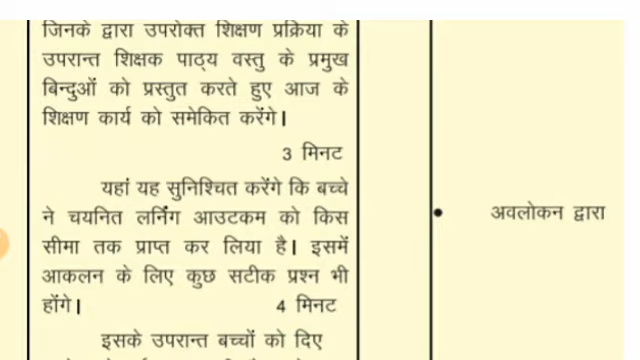 जिनके द्वारा उपरोक्त शिक्षण प्रक्रिया के
उपरान्त शिक्षक पाठ्य वस्तु के प्रमुख
बिन्दुओं को प्रस्तुत करते हुए आज के
शिक्षण कार्य को समेकित करेंगे।
3 मिनट
यहां यह सुनिश्चित करेंगे कि बच्चे
ने चयनित लर्निंग आउटकम को किस
सीमा तक प्राप्त कर लिया है। इसमें
आकलन के लिए कुछ सटीक प्रश्न भी
होंगे।
4 मिनट
इसके उपरान्त बच्चों को दिए
• अवलोकन द्वारा